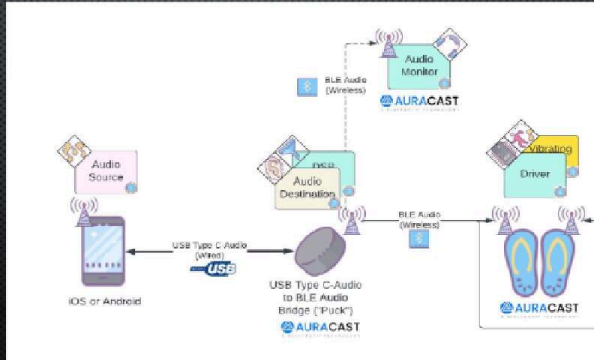 Audio
Monitor
BLE Audio
(Wireless)
AURACAST
Audio
Source
DSP
Audio
Destination
Vibrating
Driver
BLE Audio
(Wireless)
USB Type C-Audio
(Wired)
USB
iOS or Android
USB Type C-Audio
to BLE Audio
Bridge ("Puck")
AURACAST
AURACAST